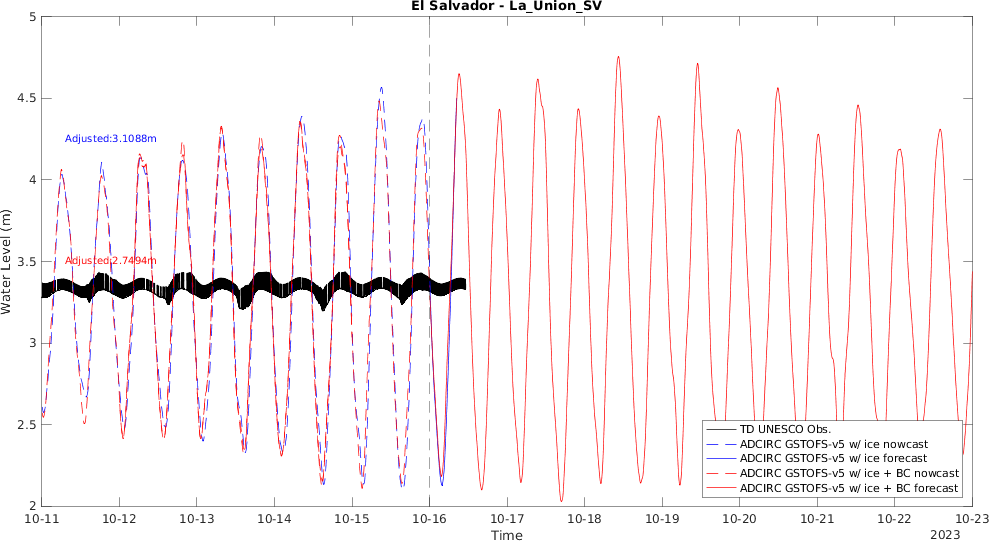 El Salvador - La_Union_SV
Water Level (m)
5
4.5
4
3.5
3
2.5
2
Adjusted:3.1088m
Adjusted:2.7494m
TD UNESCO Obs.
ADCIRC GSTOFS-v5 w/ ice nowcast
ADCIRC GSTOFS-v5 w/ ice forecast
ADCIRC GSTOFS-v5 w/ ice + BC nowcast
ADCIRC GSTOFS-v5 w/ ice + BC forecast
10-11 10-12 10-13 10-14 10-15 10-16 10-17 10-18 10-19 10-20 10-21 10-22 10-23
Time
2023